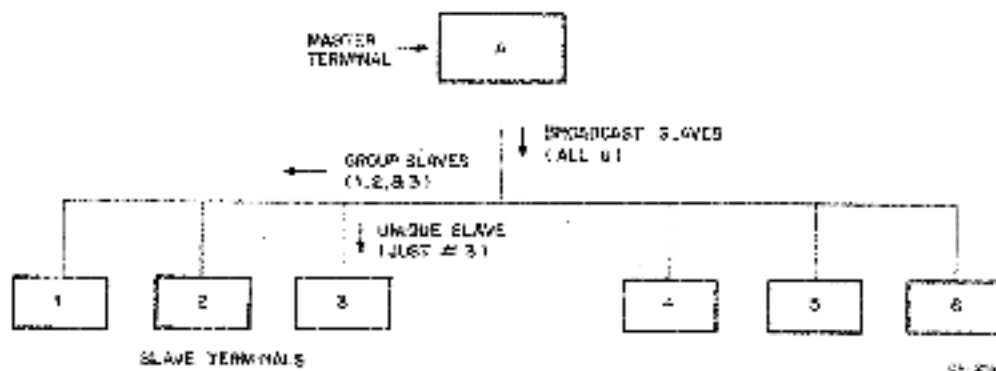 MASTER
TERMINAL
A
BROADCAST SLAVES
(ALL 6)
GROUP SLAVES
(1,2,&3)
UNIQUE SLAVE
(JUST #3)
1
2
3
4
5
6
SLAVE TERMINALS